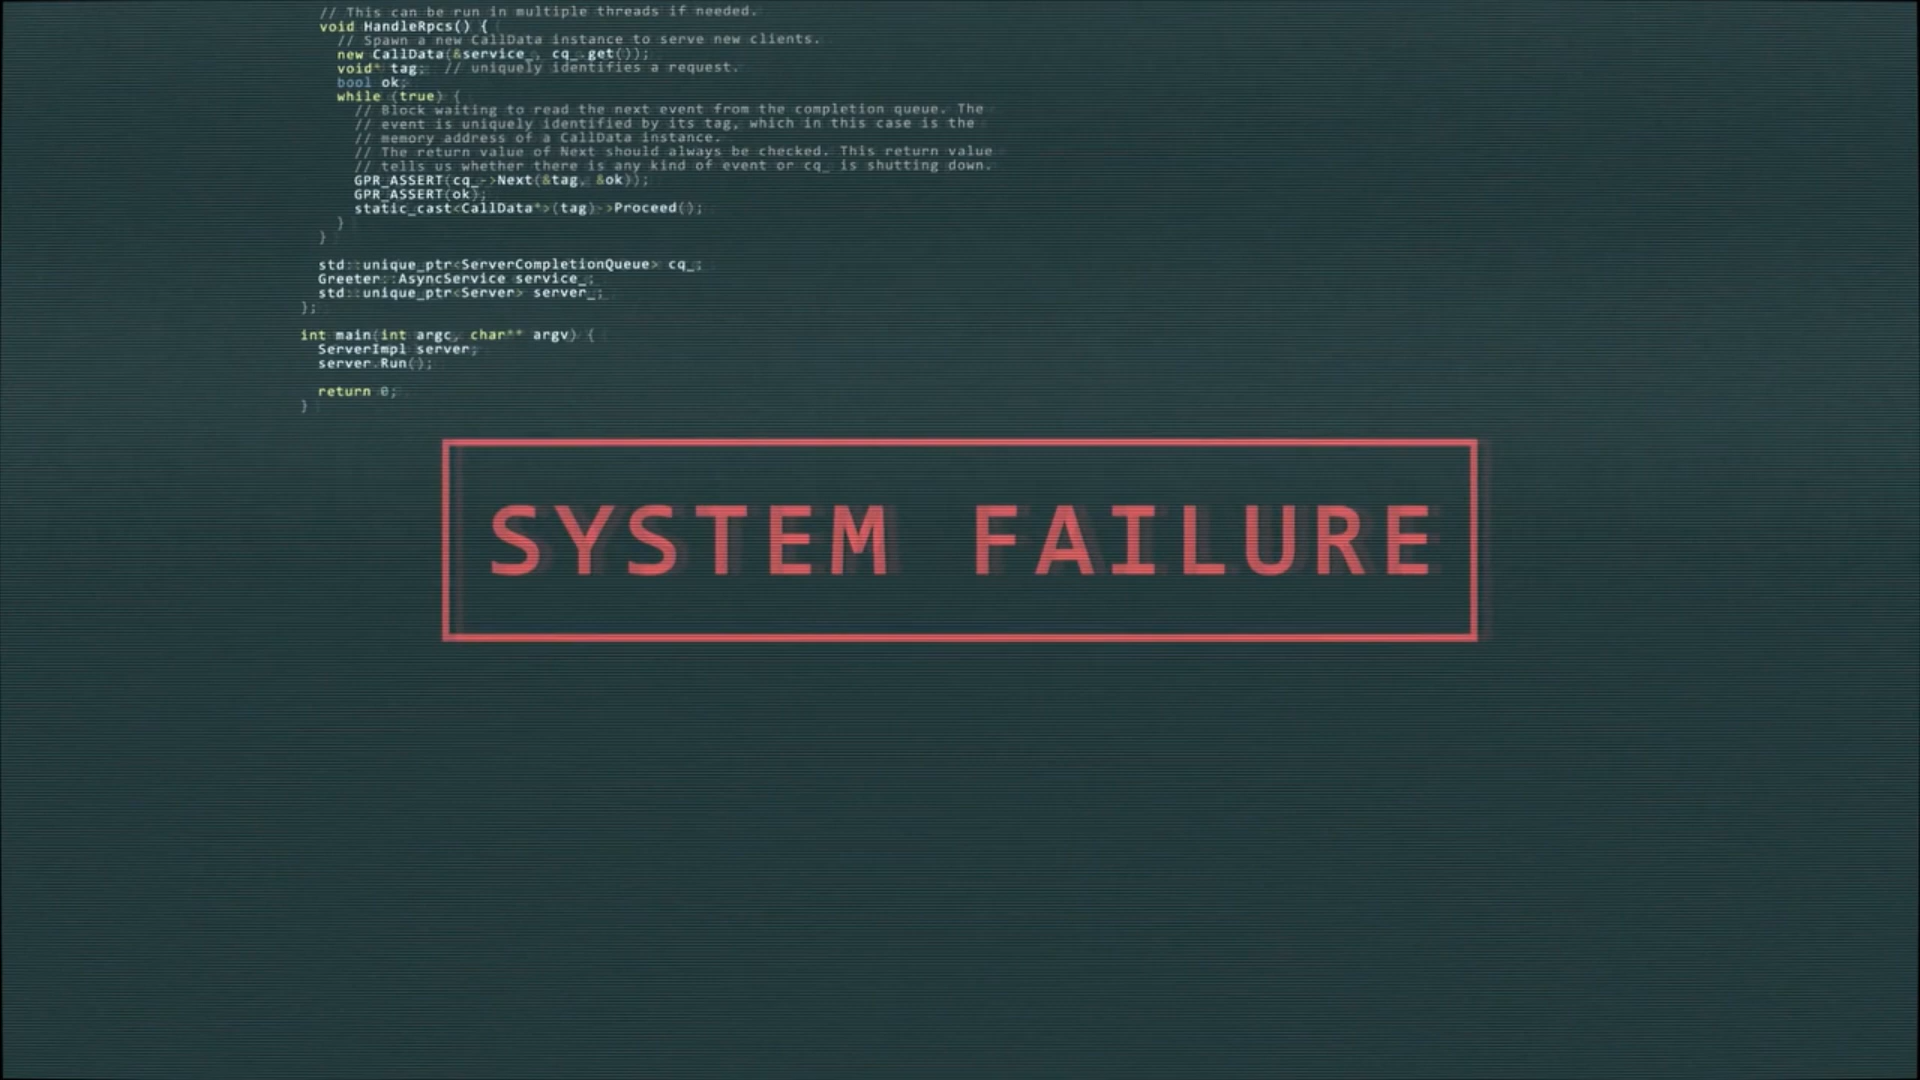 // This can be run in multiple threads if needed.
void HandleRpcs() {
// Spawn a new CallData instance to serve new clients.
new CallData(&service_, cq_.get());
void* tag;  // uniquely identifies a request.
bool ok;
while (true) {
// Block waiting to read the next event from the completion queue. The
// event is uniquely identified by its tag, which in this case is the
// memory address of a CallData instance.
// The return value of Next should always be checked. This return value
// tells us whether there is any kind of event or cq_ is shutting down.
GPR_ASSERT(cq_->Next(&tag, &ok));
GPR_ASSERT(ok);
static_cast<CallData*>(tag)->Proceed();
}
}
std::unique_ptr<ServerCompletionQueue> cq_;
Greeter::AsyncService service_;
std::unique_ptr<Server> server_;
};
int main(int argc, char** argv) {
ServerImpl server;
server.Run();
return 0;
}
SYSTEM FAILURE